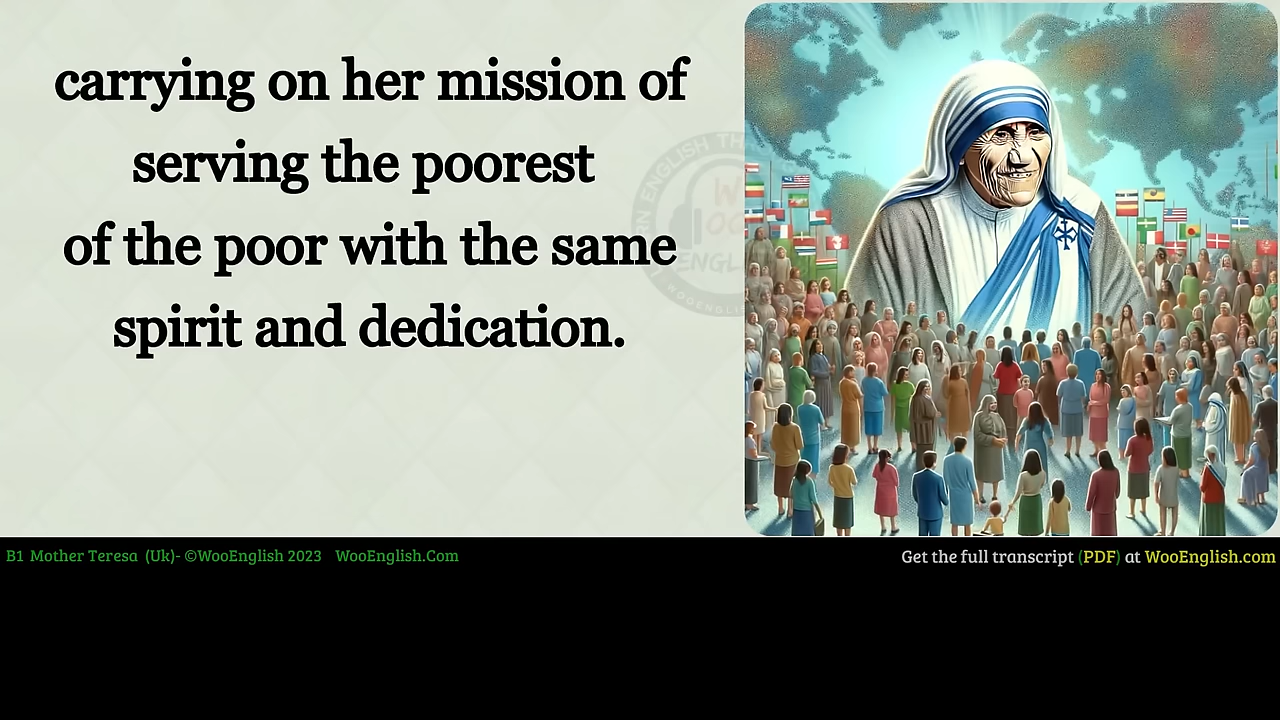 carrying on her mission of
serving the poorest
of the poor with the same
spirit and dedication.
B1 Mother Teresa (Uk)- ©WooEnglish 2023 WooEnglish.Com
Get the full transcript (PDF) at WooEnglish.com